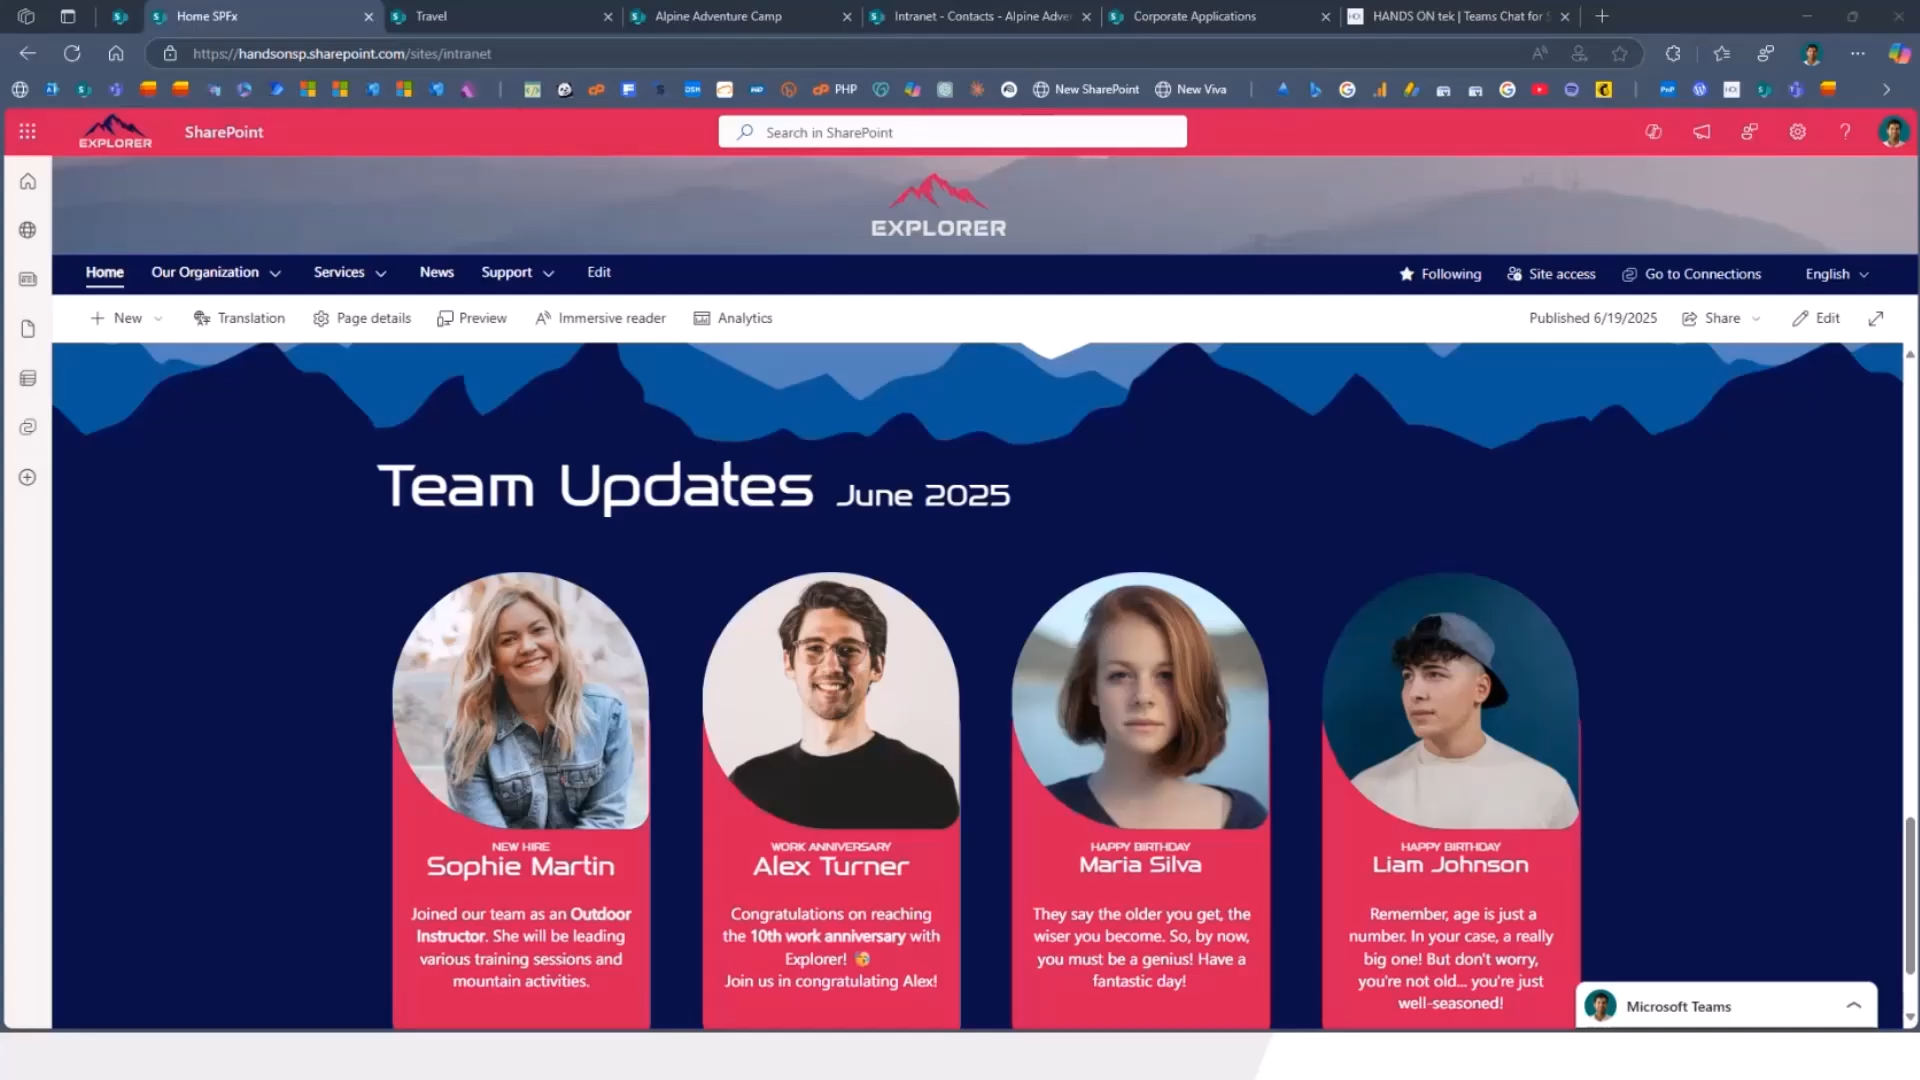 Home SPFx
Travel
Alpine Adventure Camp
Intranet - Contacts - Alpine Adve
Corporate Applications
HANDS ON tek | Teams Chat for
https://handsonsp.sharepoint.com/sites/intranet
PHP
New SharePoint
New Viva
EXPLORER
SharePoint
Search in SharePoint
EXPLORER
Home
Our Organization
Services
News
Support
Edit
Following
Site access
Go to Connections
English
New
Translation
Page details
Preview
Immersive reader
Analytics
Published 6/19/2025
Share
Edit
Team Updates June 2025
NEW HIRE
Sophie Martin
Joined our team as an Outdoor
Instructor. She will be leading
various training sessions and
mountain activities.
WORK ANNIVERSARY
Alex Turner
Congratulations on reaching
the 10th work anniversary with
Explorer! 🥳
Join us in congratulating Alex!
HAPPY BIRTHDAY
Maria Silva
They say the older you get, the
wiser you become. So, by now,
you must be a genius! Have a
fantastic day!
HAPPY BIRTHDAY
Liam Johnson
Remember, age is just a
number. In your case, a really
big one! But don't worry,
you're not old... you're just
well-seasoned!
Microsoft Teams